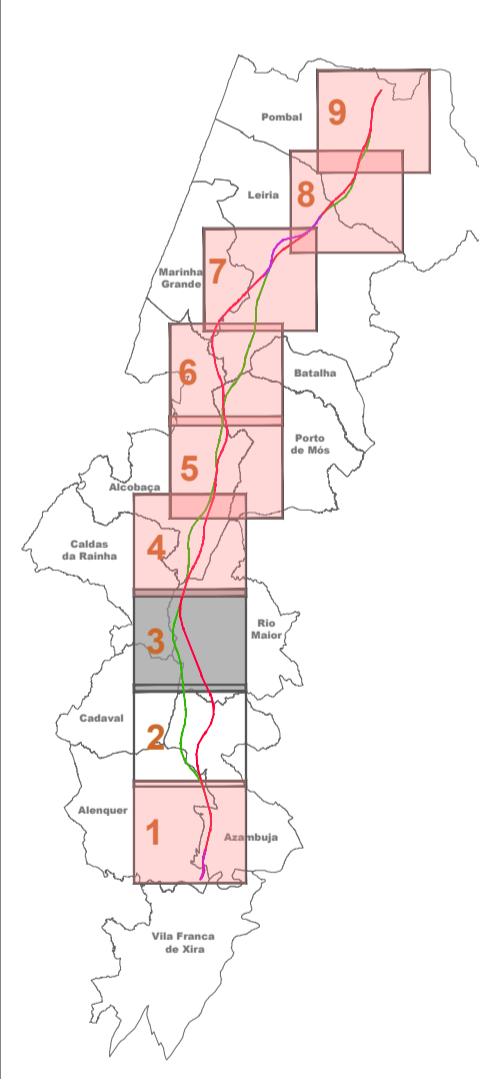 9
Pombal
8
Leiria
7
Marinha
Grande
6
Batalha
Porto
de Mós
5
Alcobaça
4
Caldas
da Rainha
Rio
Maior
3
Cadaval
2
Alenquer
1
Azambuja
Vila Franca
de Xira